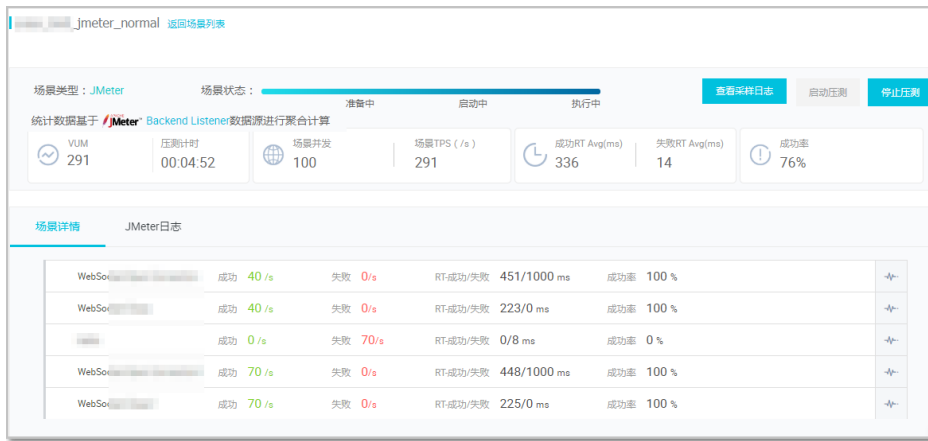 _jmeter_normal 返回场景列表
场景类型：JMeter 场景状态： 准备中 启动中 执行中 查看采样日志 启动压测 停止压测
统计数据基于 JMeter Backend Listener数据源进行聚合计算
VUM 压测计时 场景并发 场景TPS ( /s ) 成功RT Avg(ms) 失败RT Avg(ms) 成功率
291 00:04:52 100 291 336 14 76%
场景详情 JMeter日志
WebSo 成功 40 /s 失败 0/s RT-成功/失败 451/1000 ms 成功率 100 %
WebSo 成功 40 /s 失败 0/s RT-成功/失败 223/0 ms 成功率 100 %
成功 0 /s 失败 70/s RT-成功/失败 0/8 ms 成功率 0 %
WebSo 成功 70 /s 失败 0/s RT-成功/失败 448/1000 ms 成功率 100 %
WebSo 成功 70 /s 失败 0/s RT-成功/失败 225/0 ms 成功率 100 %